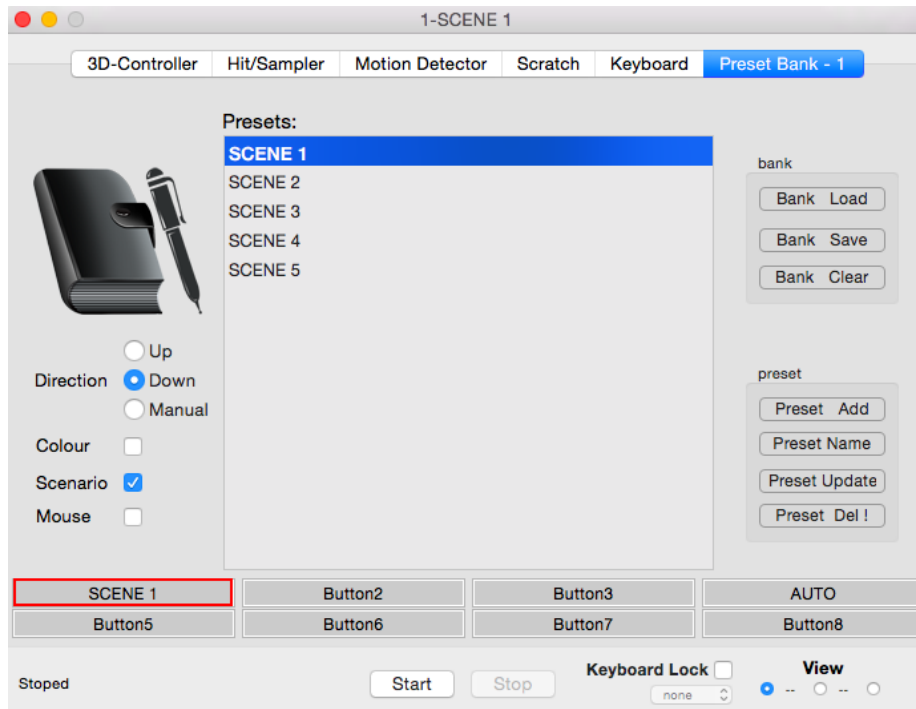 1-SCENE 1
3D-Controller Hit/Sampler Motion Detector Scratch Keyboard Preset Bank - 1
Presets:
SCENE 1
SCENE 2
SCENE 3
SCENE 4
SCENE 5
bank
Bank Load
Bank Save
Bank Clear
Up
Direction Down
Manual
Colour
Scenario
Mouse
preset
Preset Add
Preset Name
Preset Update
Preset Del !
SCENE 1 Button2 Button3 AUTO
Button5 Button6 Button7 Button8
Stoped Start Stop Keyboard Lock View
none -- --